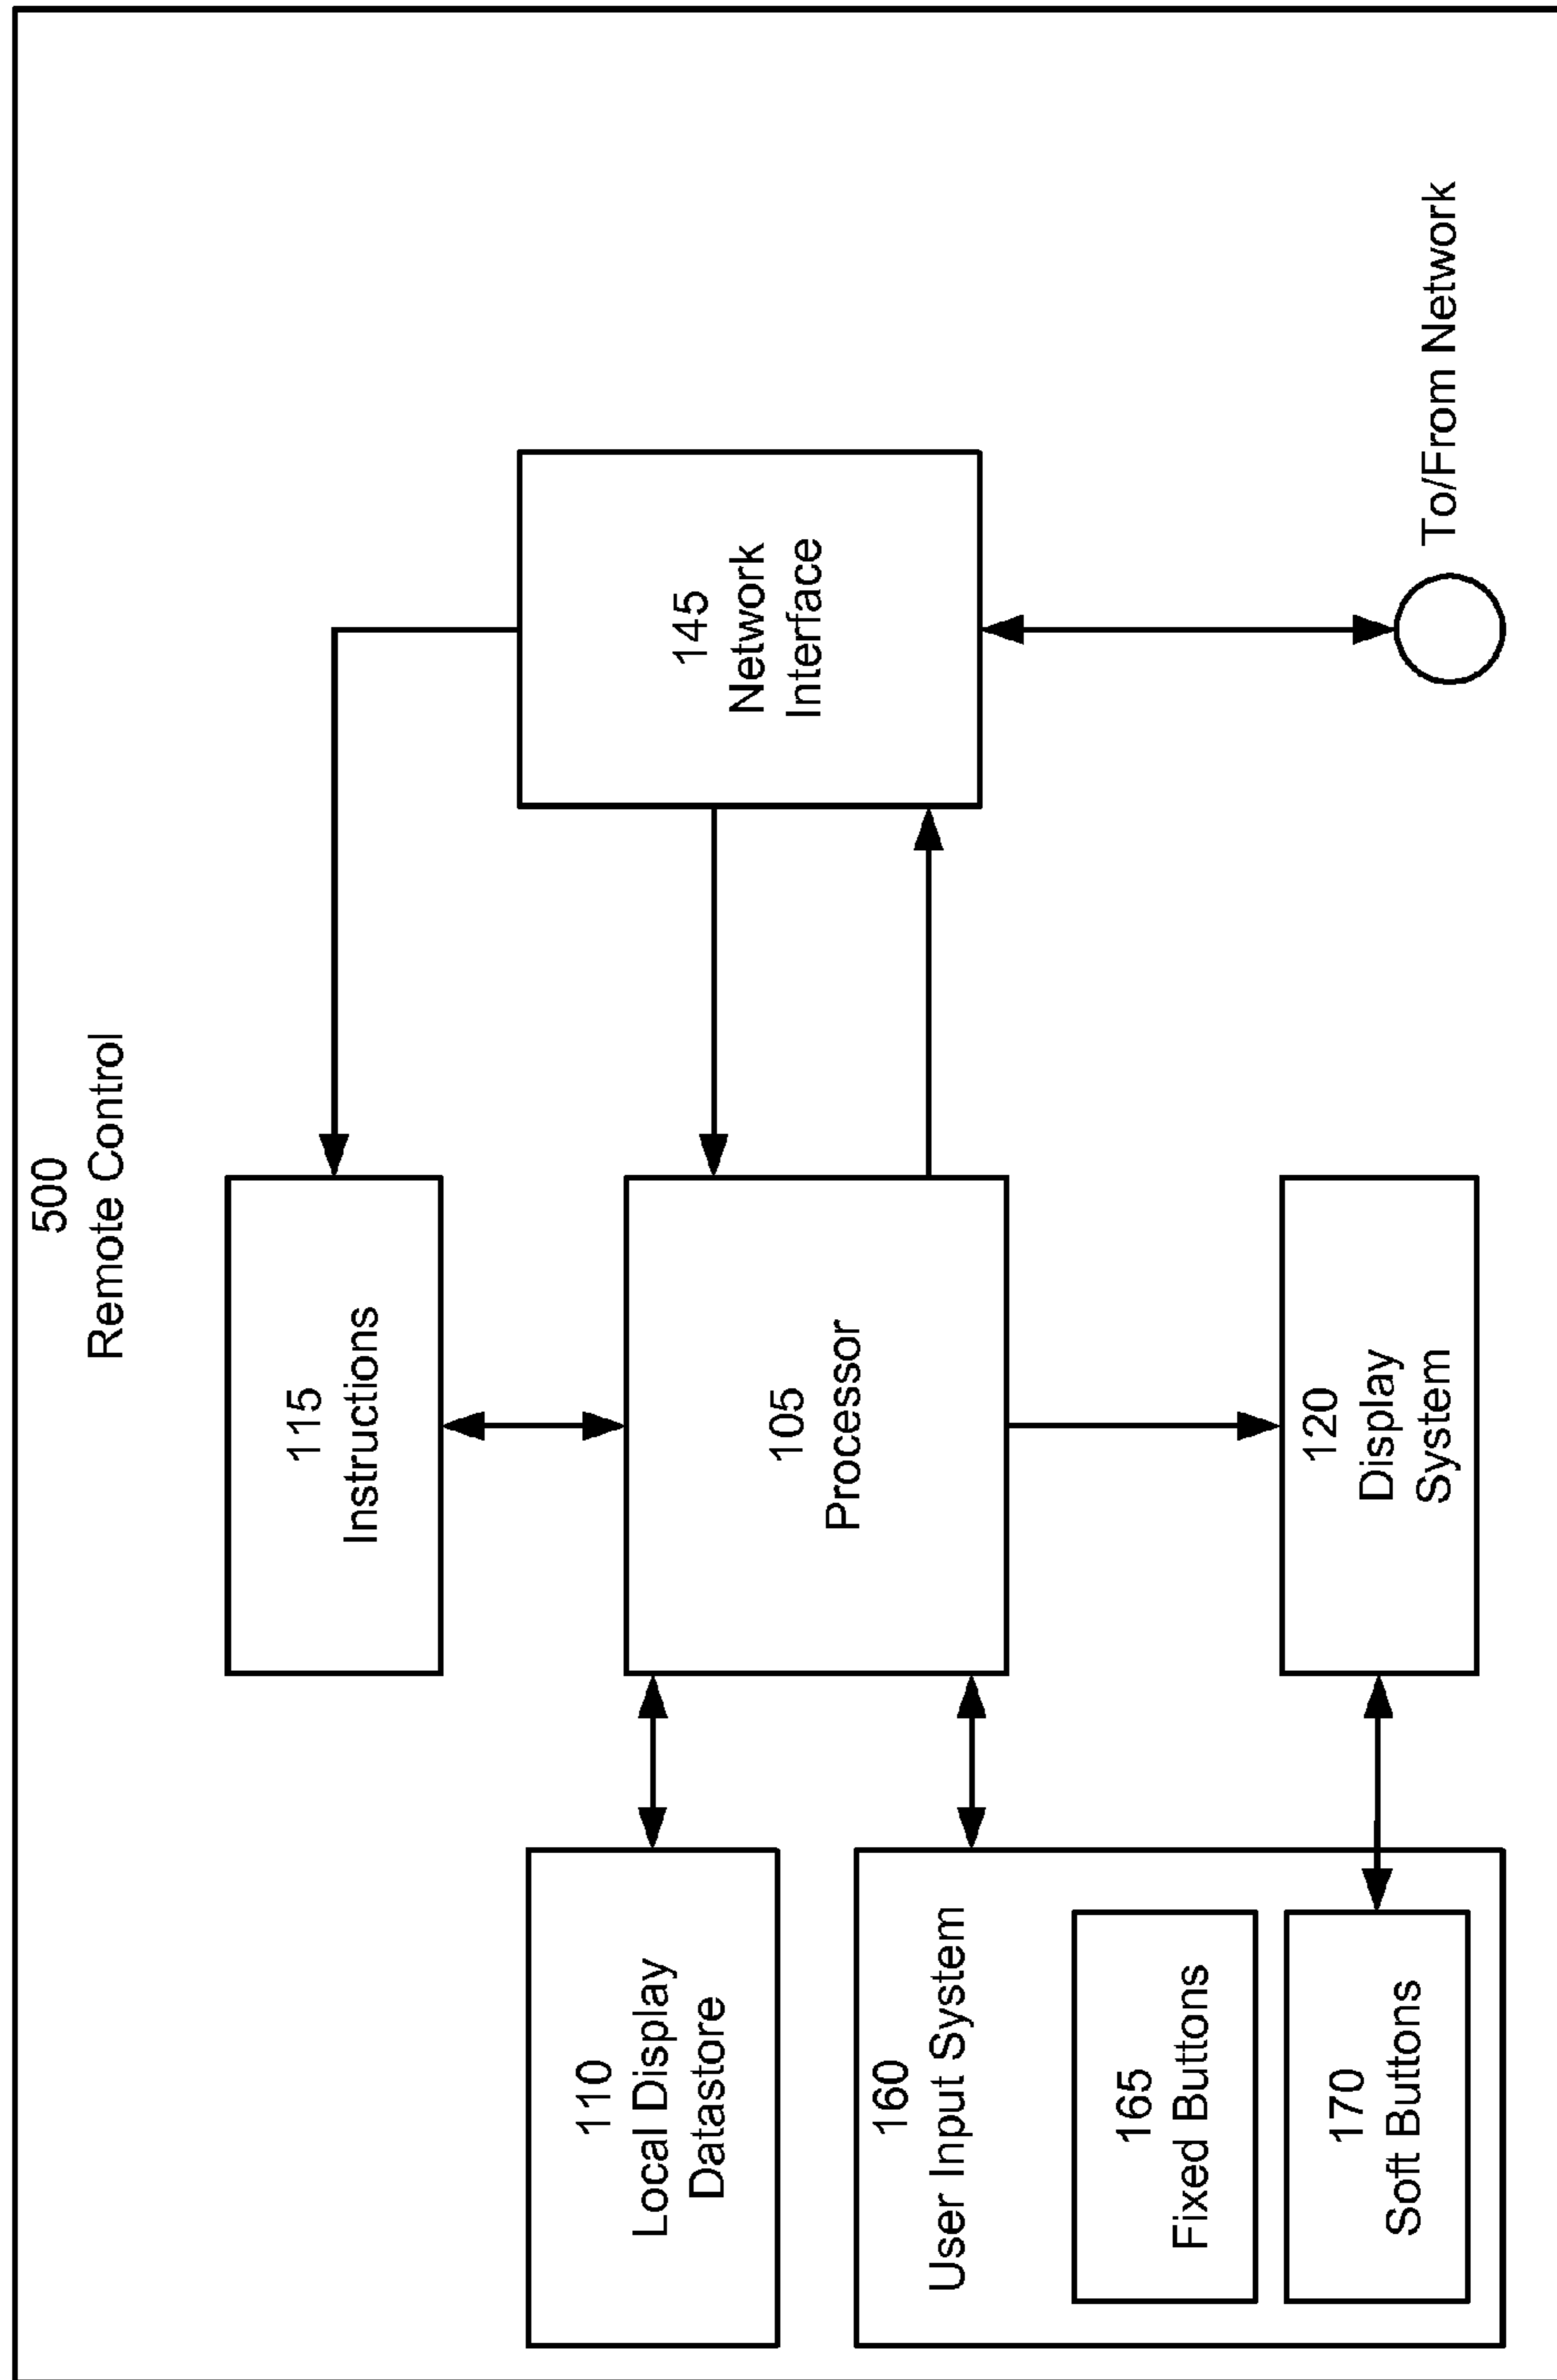 500
Remote Control
115
Instructions
110
Local Display
Datastore
105
Processor
145
Network
Interface
160
User Input System
165
Fixed Buttons
170
Soft Buttons
120
Display
System
To/From Network